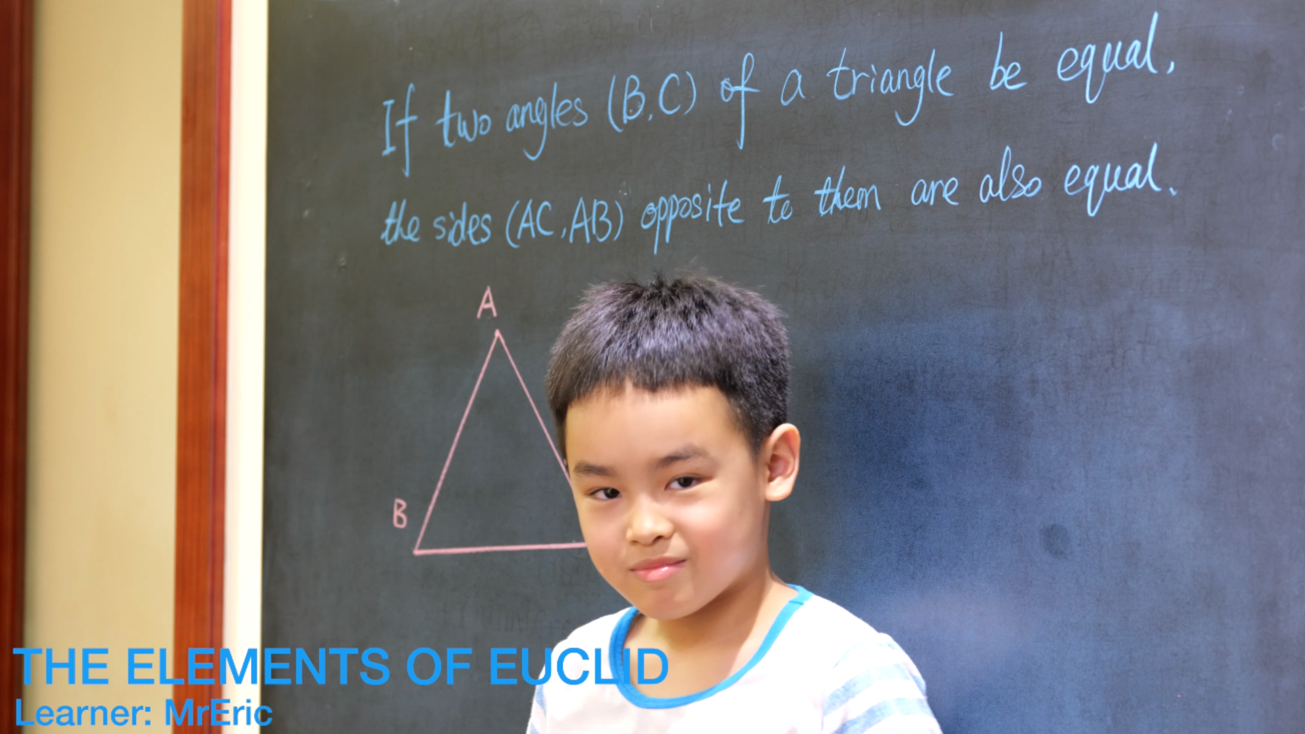 If two angles (B,C) of a triangle be equal,
the sides (AC,AB) opposite to them are also equal.
A
B
THE ELEMENTS OF EUCLID
Learner: MrEric